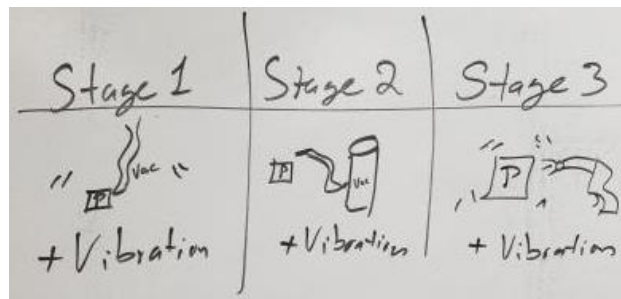 Stage 1 Stage 2 Stage 3
P Vac P Vac P
+ Vibration + Vibration + Vibration